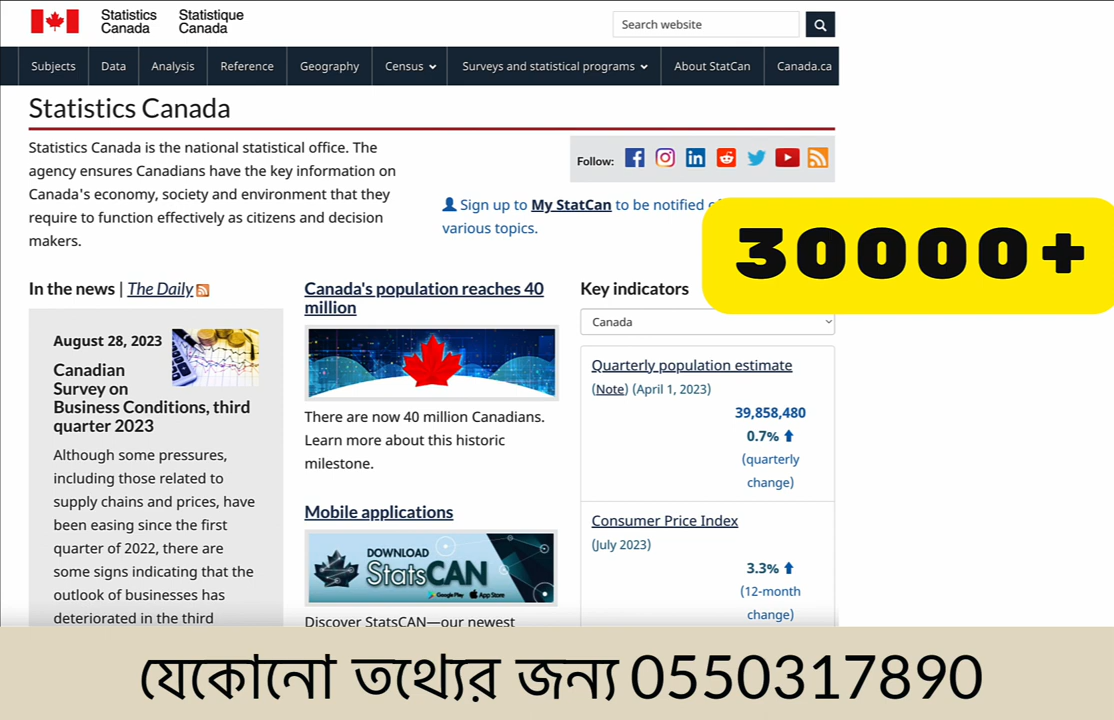 Statistics Canada
Statistique Canada
Search website
Subjects Data Analysis Reference Geography Census Surveys and statistical programs About StatCan Canada.ca
Statistics Canada
Statistics Canada is the national statistical office. The
agency ensures Canadians have the key information on
Canada's economy, society and environment that they
require to function effectively as citizens and decision
makers.
Follow:
Sign up to My StatCan to be notified
various topics.
30000+
In the news | The Daily
August 28, 2023
Canadian
Survey on
Business Conditions, third
quarter 2023
Although some pressures,
including those related to
supply chains and prices, have
been easing since the first
quarter of 2022, there are
some signs indicating that the
outlook of businesses has
deteriorated in the third
Canada's population reaches 40
million
There are now 40 million Canadians.
Learn more about this historic
milestone.
Mobile applications
DOWNLOAD
StatsCAN
Google Play App Store
Discover StatsCAN—our newest
Key indicators
Canada
Quarterly population estimate
(Note) (April 1, 2023)
39,858,480
0.7%
(quarterly
change)
Consumer Price Index
(July 2023)
3.3%
(12-month
change)
যেকোনো তথ্যের জন্য 0550317890